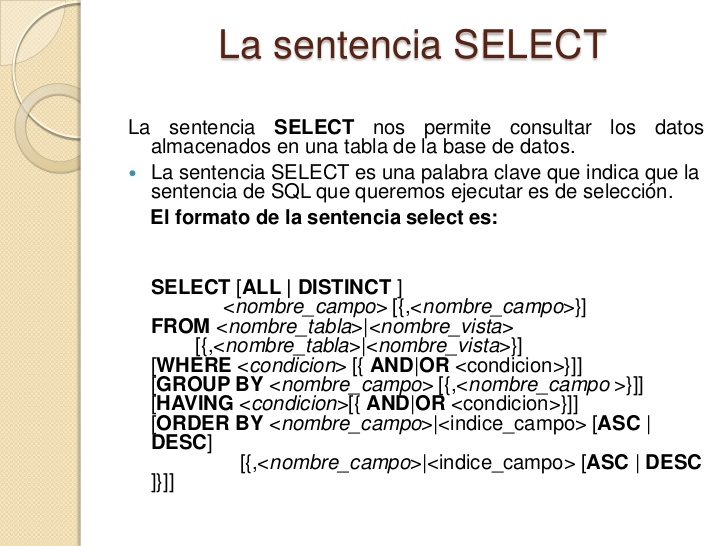 La sentencia SELECT
La sentencia SELECT nos permite consultar los datos
almacenados en una tabla de la base de datos.
La sentencia SELECT es una palabra clave que indica que la
sentencia de SQL que queremos ejecutar es de selección.
El formato de la sentencia select es:
SELECT [ALL | DISTINCT ]
<nombre_campo> [{,<nombre_campo>}]
FROM <nombre_tabla>|<nombre_vista>
[{,<nombre_tabla>|<nombre_vista>}]
[WHERE <condicion> [{ AND|OR <condicion>}]]
[GROUP BY <nombre_campo> [{,<nombre_campo >}]]
[HAVING <condicion>[{ AND|OR <condicion>}]]
[ORDER BY <nombre_campo>|<indice_campo> [ASC |
DESC]
[{,<nombre_campo>|<indice_campo> [ASC | DESC
]}]]